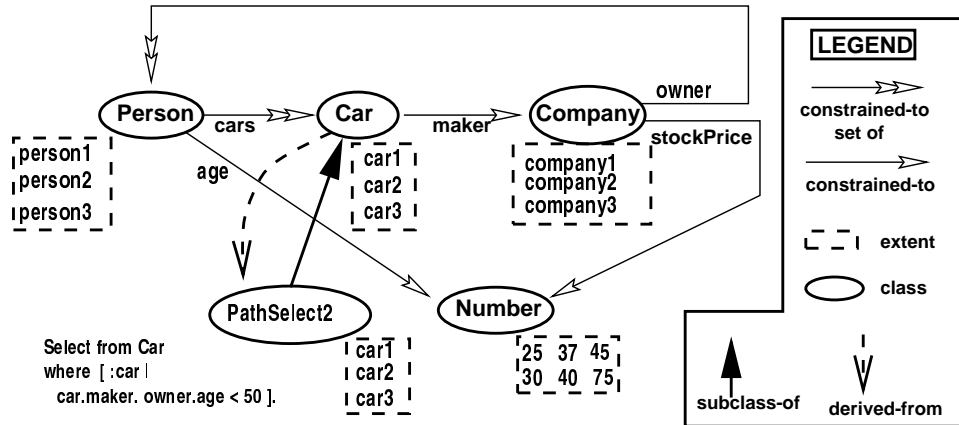 owner
Person
cars
Car
maker
Company
stockPrice
age
person1
person2
person3
car1
car2
car3
company1
company2
company3
PathSelect2
Number
car1
car2
car3
25 37 45
30 40 75
Select from Car
where [ :car |
car.maker. owner.age < 50 ].
LEGEND
constrained-to
set of
constrained-to
extent
class
subclass-of
derived-from